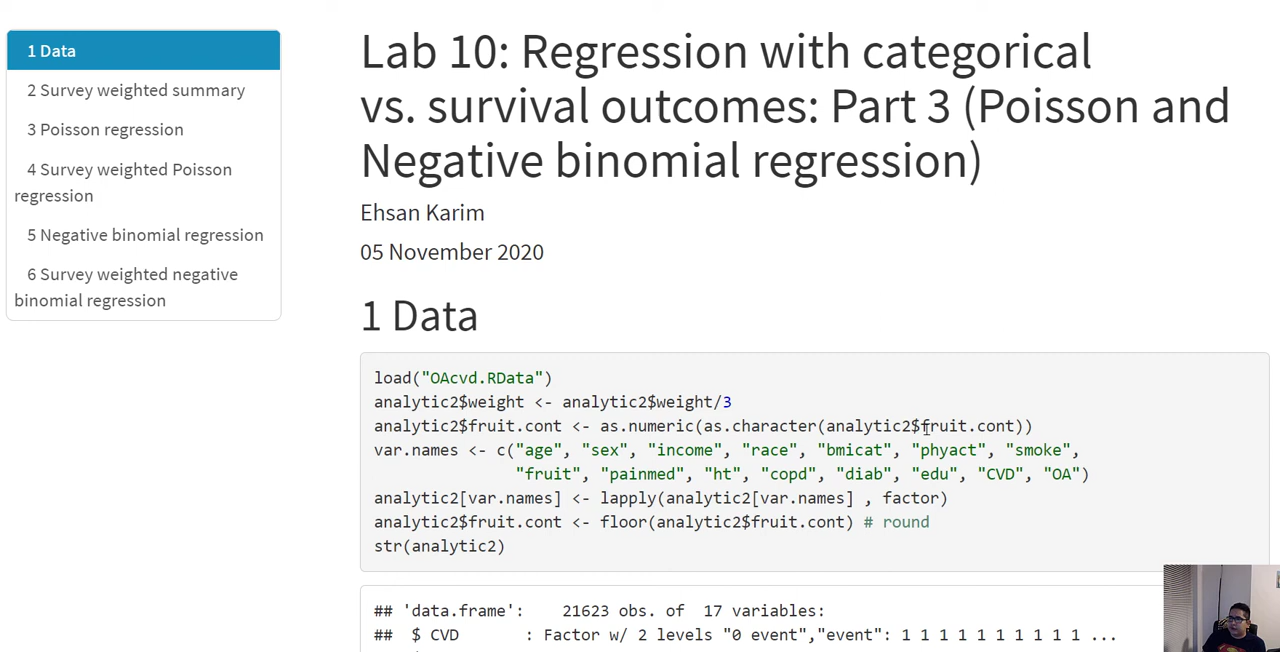 1 Data
2 Survey weighted summary
3 Poisson regression
4 Survey weighted Poisson
regression
5 Negative binomial regression
6 Survey weighted negative
binomial regression
Lab 10: Regression with categorical
vs. survival outcomes: Part 3 (Poisson and
Negative binomial regression)
Ehsan Karim
05 November 2020
1 Data
load("OAcvd.RData")
analytic2$weight <- analytic2$weight/3
analytic2$fruit.cont <- as.numeric(as.character(analytic2$fruit.cont))
var.names <- c("age", "sex", "income", "race", "bmicat", "phyact", "smoke",
"fruit", "painmed", "ht", "copd", "diab", "edu", "CVD", "OA")
analytic2[var.names] <- lapply(analytic2[var.names] , factor)
analytic2$fruit.cont <- floor(analytic2$fruit.cont) # round
str(analytic2)
## 'data.frame': 21623 obs. of 17 variables:
## $ CVD : Factor w/ 2 levels "0 event","event": 1 1 1 1 1 1 1 1 1 1 ...